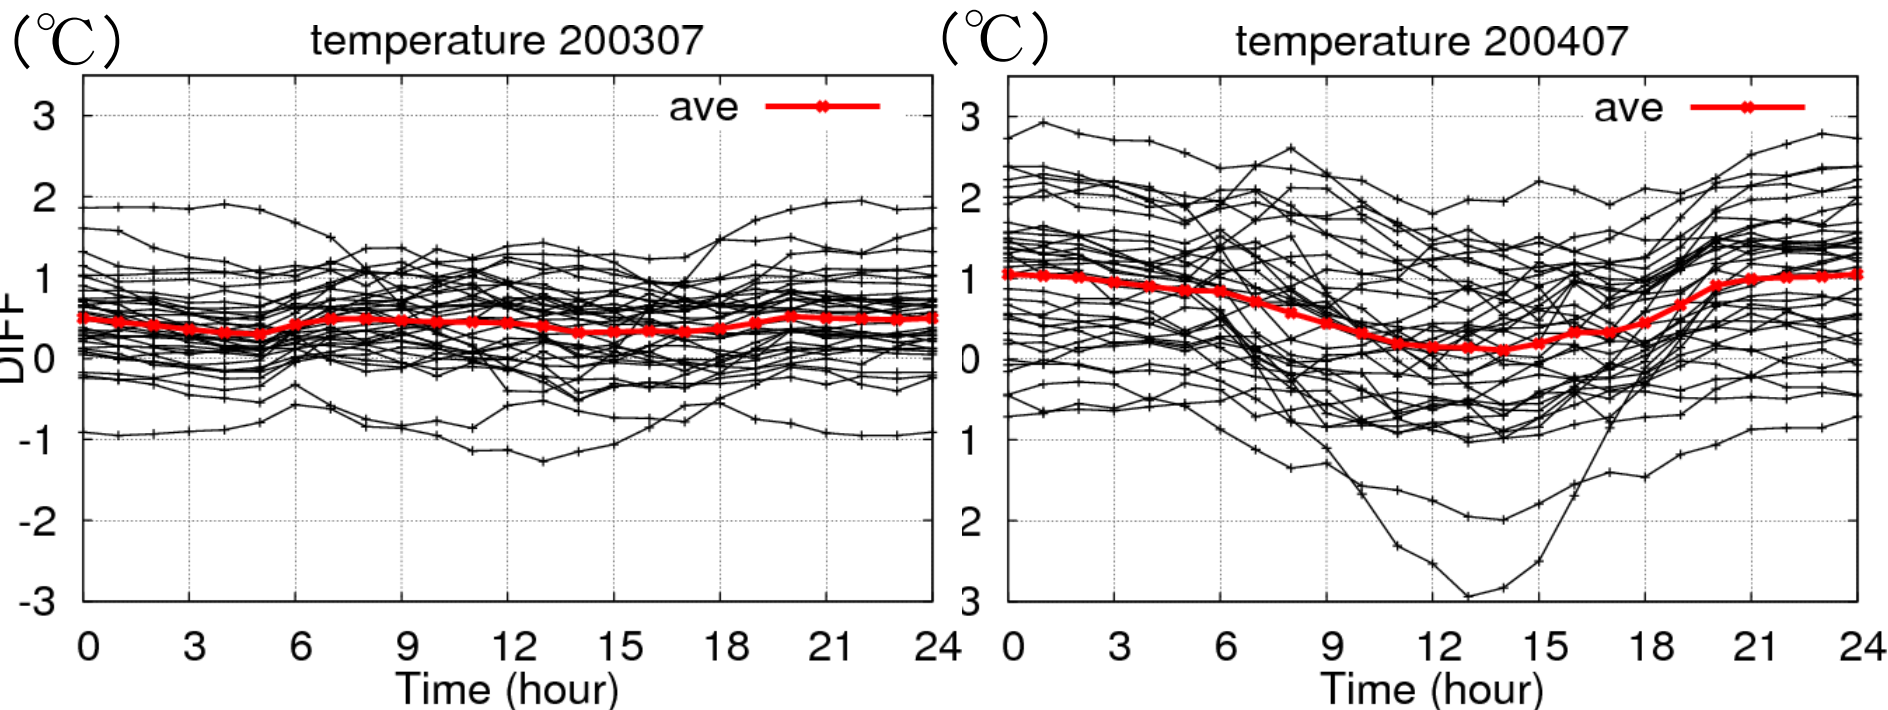 (℃)
temperature 200307
ave
3
2
1
0
-1
-2
-3
DIFF
0 3 6 9 12 15 18 21 24
Time (hour)
(℃)
temperature 200407
ave
3
2
1
0
1
2
3
0 3 6 9 12 15 18 21 24
Time (hour)